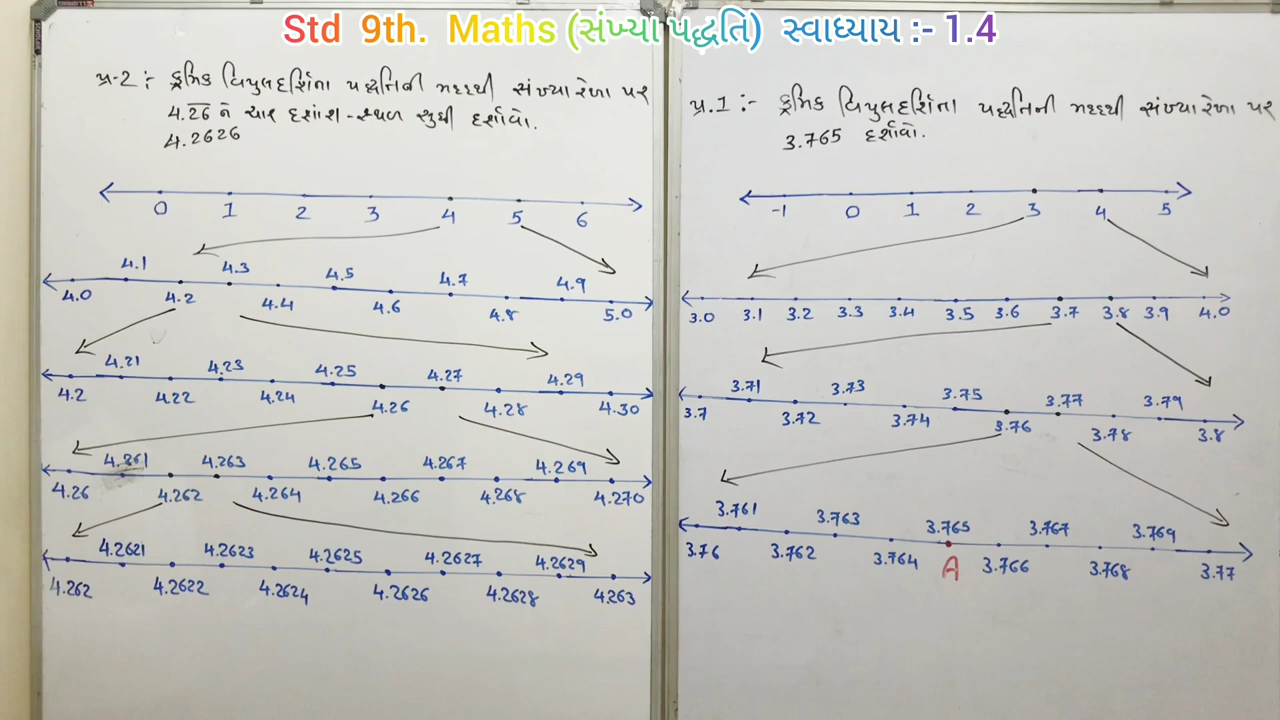 Std 9th. Maths (સંખ્યા પદ્ધતિ) સ્વાધ્યાય :- 1.4
પ્ર-2 :- ક્રમિક વિપુલદર્શિતા પદ્ધતિની મદદથી સંખ્યારેખા પર
4.2̅6̅ ને ચાર દશાંશ-સ્થળ સુધી દર્શાવો.
4.2626
0 1 2 3 4 5 6
4.1 4.3 4.5 4.7 4.9
4.0 4.2 4.4 4.6 4.8 5.0
4.21 4.23 4.25 4.27 4.29
4.2 4.22 4.24 4.26 4.28 4.30
4.261 4.263 4.265 4.267 4.269
4.26 4.262 4.264 4.266 4.268 4.270
4.2621 4.2623 4.2625 4.2627 4.2629
4.262 4.2622 4.2624 4.2626 4.2628 4.263
પ્ર.1 :- ક્રમિક વિપુલદર્શિતા પદ્ધતિની મદદથી સંખ્યારેખા પર
3.765 દર્શાવો.
-1 0 1 2 3 4 5
3.0 3.1 3.2 3.3 3.4 3.5 3.6 3.7 3.8 3.9 4.0
3.71 3.73 3.75 3.77 3.79
3.7 3.72 3.74 3.76 3.78 3.8
3.761 3.763 3.765 3.767 3.769
3.76 3.762 3.764 A 3.766 3.768 3.77